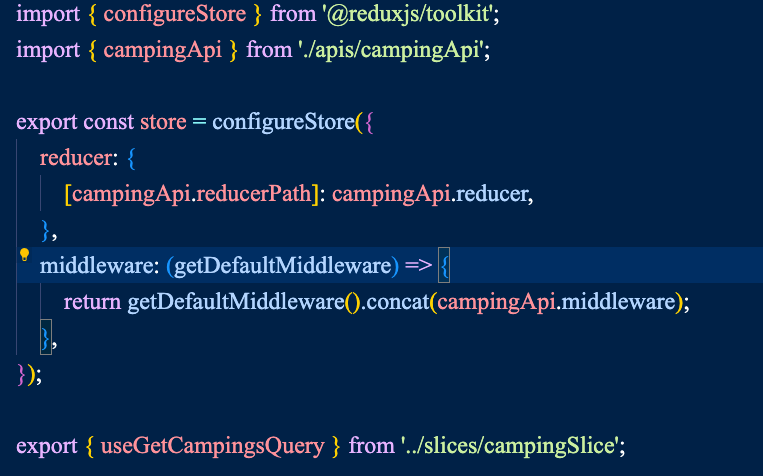 import { configureStore } from '@reduxjs/toolkit';
import { campingApi } from './apis/campingApi';
export const store = configureStore({
reducer: {
[campingApi.reducerPath]: campingApi.reducer,
},
middleware: (getDefaultMiddleware) => {
return getDefaultMiddleware().concat(campingApi.middleware);
},
});
export { useGetCampingsQuery } from '../slices/campingSlice';